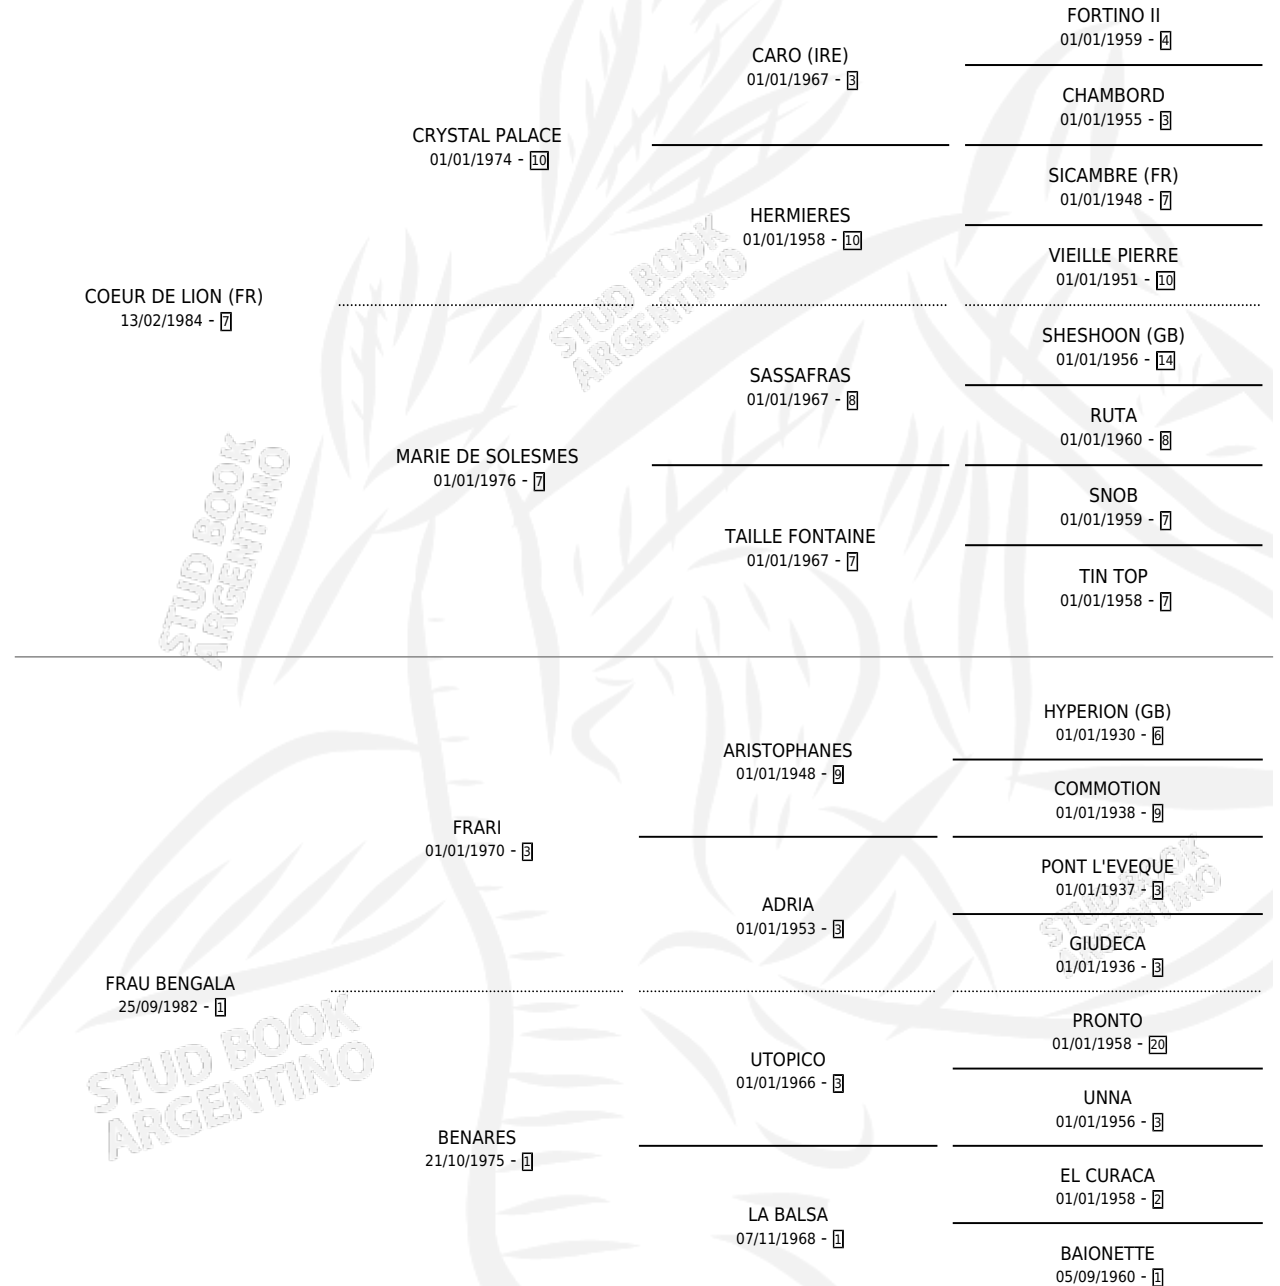 FORTINO II
01/01/1959 - 4
CARO (IRE)
01/01/1967 - 3
CHAMBORD
01/01/1955 - 3
CRYSTAL PALACE
01/01/1974 - 10
SICAMBRE (FR)
01/01/1948 - 7
HERMIERES
01/01/1958 - 10
VIEILLE PIERRE
01/01/1951 - 10
COEUR DE LION (FR)
13/02/1984 - 7
SHESHOON (GB)
01/01/1956 - 14
SASSAFRAS
01/01/1967 - 8
RUTA
01/01/1960 - 8
MARIE DE SOLESMES
01/01/1976 - 7
SNOB
01/01/1959 - 7
TAILLE FONTAINE
01/01/1967 - 7
TIN TOP
01/01/1958 - 7
HYPERION (GB)
01/01/1930 - 6
ARISTOPHANES
01/01/1948 - 9
COMMOTION
01/01/1938 - 9
FRARI
01/01/1970 - 3
PONT L'EVEQUE
01/01/1937 - 3
ADRIA
01/01/1953 - 3
GIUDECA
01/01/1936 - 3
FRAU BENGALA
25/09/1982 - 1
PRONTO
01/01/1958 - 20
UTOPICO
01/01/1966 - 3
UNNA
01/01/1956 - 3
BENARES
21/10/1975 - 1
EL CURACA
01/01/1958 - 2
LA BALSA
07/11/1968 - 1
BAIONETTE
05/09/1960 - 1
STUD BOOK
ARGENTINO
STUD BOOK
ARGENTINO
STUD BOOK
ARGENTINO
STUD BOOK
ARGENTINO